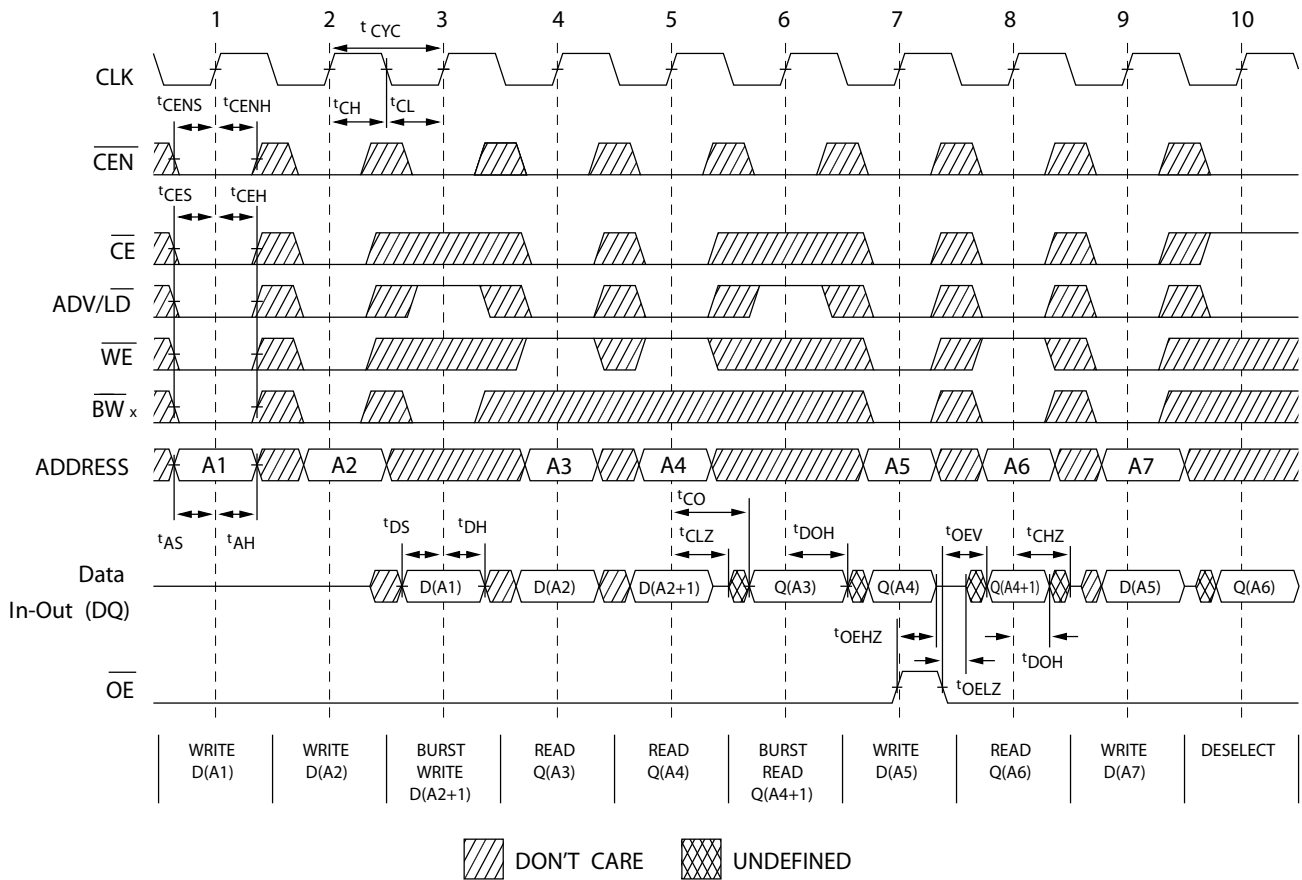 1 2 3 4 5 6 7 8 9 10
t CYC
CLK
tCENS tCENH tCH tCL
CEN
tCES tCEH
CE
ADV/LD
WE
BW x
ADDRESS A1 A2 A3 A4 A5 A6 A7
tCO
tAS tAH tDS tDH tCLZ tDOH tOEV tCHZ
Data
In-Out (DQ)
D(A1) D(A2) D(A2+1) Q(A3) Q(A4) Q(A4+1) D(A5) Q(A6)
tOEHZ tDOH
tOELZ
OE
WRITE
D(A1)
WRITE
D(A2)
BURST
WRITE
D(A2+1)
READ
Q(A3)
READ
Q(A4)
BURST
READ
Q(A4+1)
WRITE
D(A5)
READ
Q(A6)
WRITE
D(A7)
DESELECT
DON'T CARE UNDEFINED